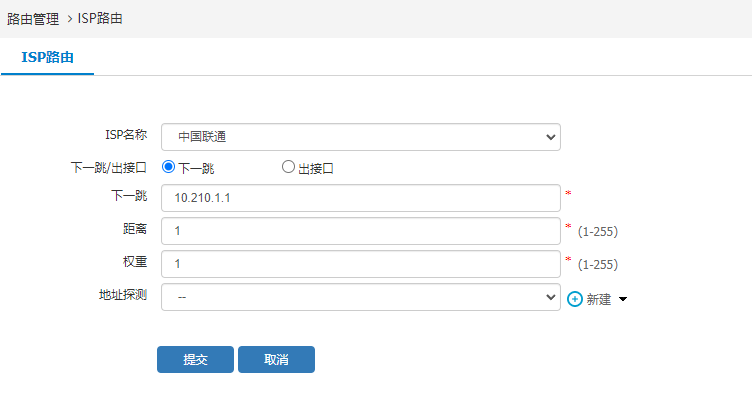 路由管理 > ISP路由
ISP路由
ISP名称 中国联通
下一跳/出接口 下一跳 出接口
下一跳 10.210.1.1 *
距离 1 * (1-255)
权重 1 * (1-255)
地址探测 -- 新建
提交 取消